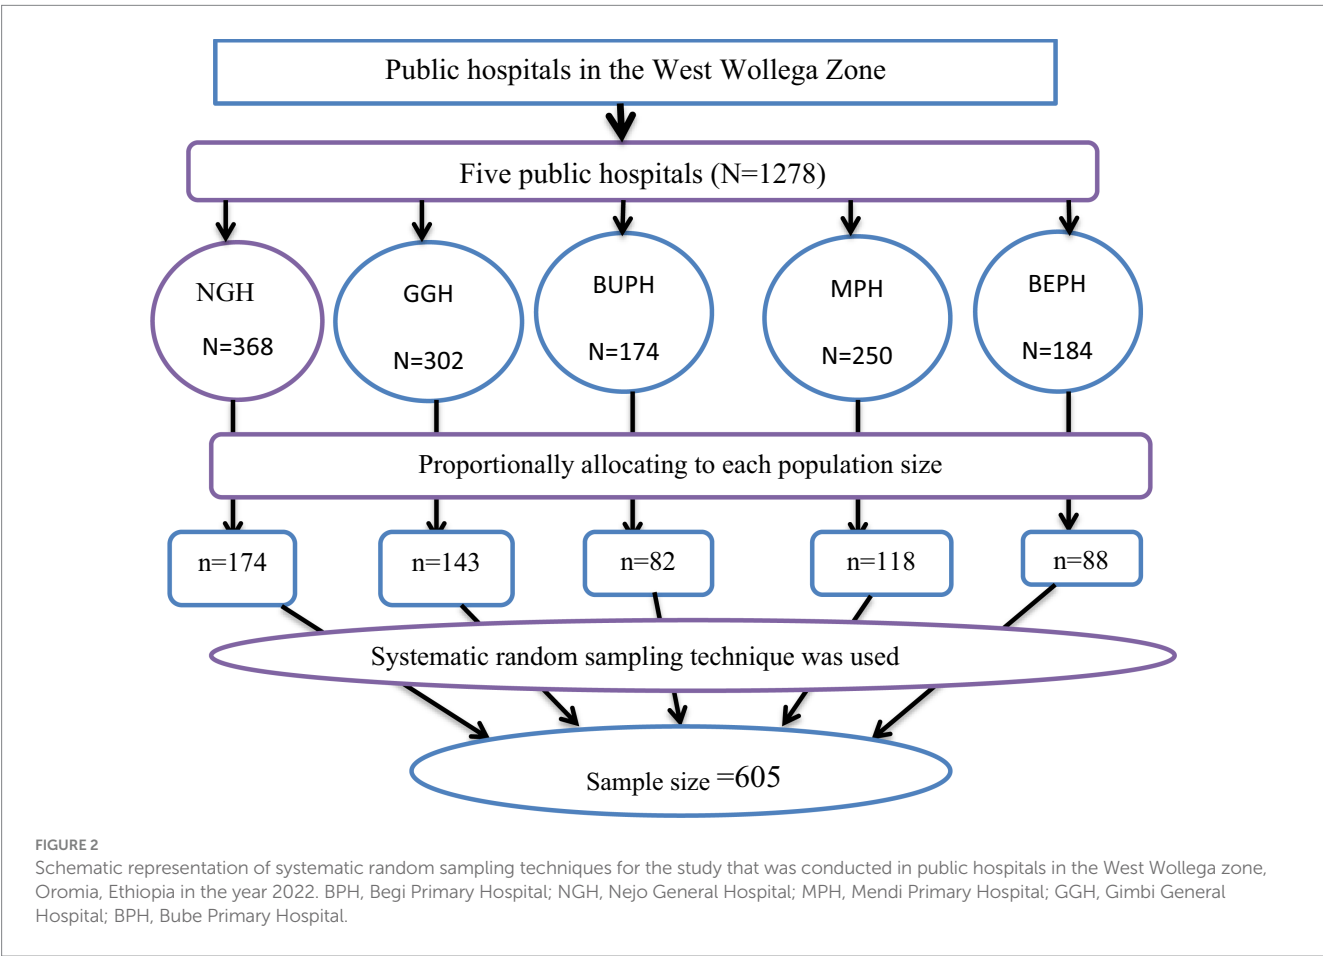 Public hospitals in the West Wollega Zone
Five public hospitals (N=1278)
NGH
N=368
GGH
N=302
BUPH
N=174
MPH
N=250
BEPH
N=184
Proportionally allocating to each population size
n=174
n=143
n=82
n=118
n=88
Systematic random sampling technique was used
Sample size =605
FIGURE 2
Schematic representation of systematic random sampling techniques for the study that was conducted in public hospitals in the West Wollega zone,
Oromia, Ethiopia in the year 2022. BPH, Begi Primary Hospital; NGH, Nejo General Hospital; MPH, Mendi Primary Hospital; GGH, Gimbi General
Hospital; BPH, Bube Primary Hospital.